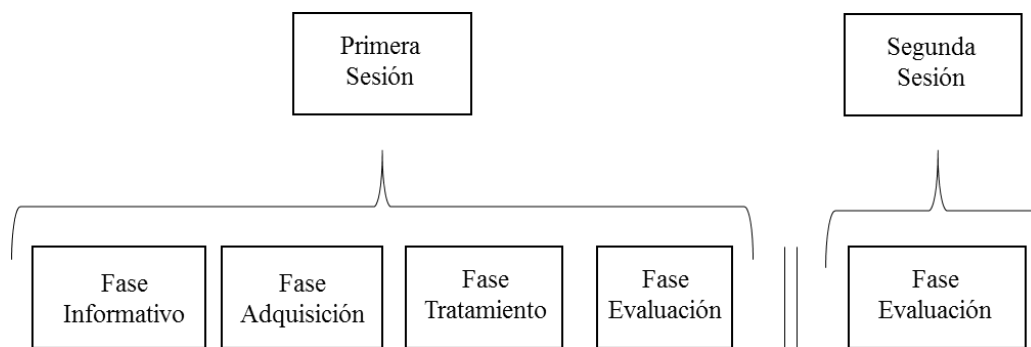 Primera
Sesión
Segunda
Sesión
Fase
Informativo
Fase
Adquisición
Fase
Tratamiento
Fase
Evaluación
Fase
Evaluación